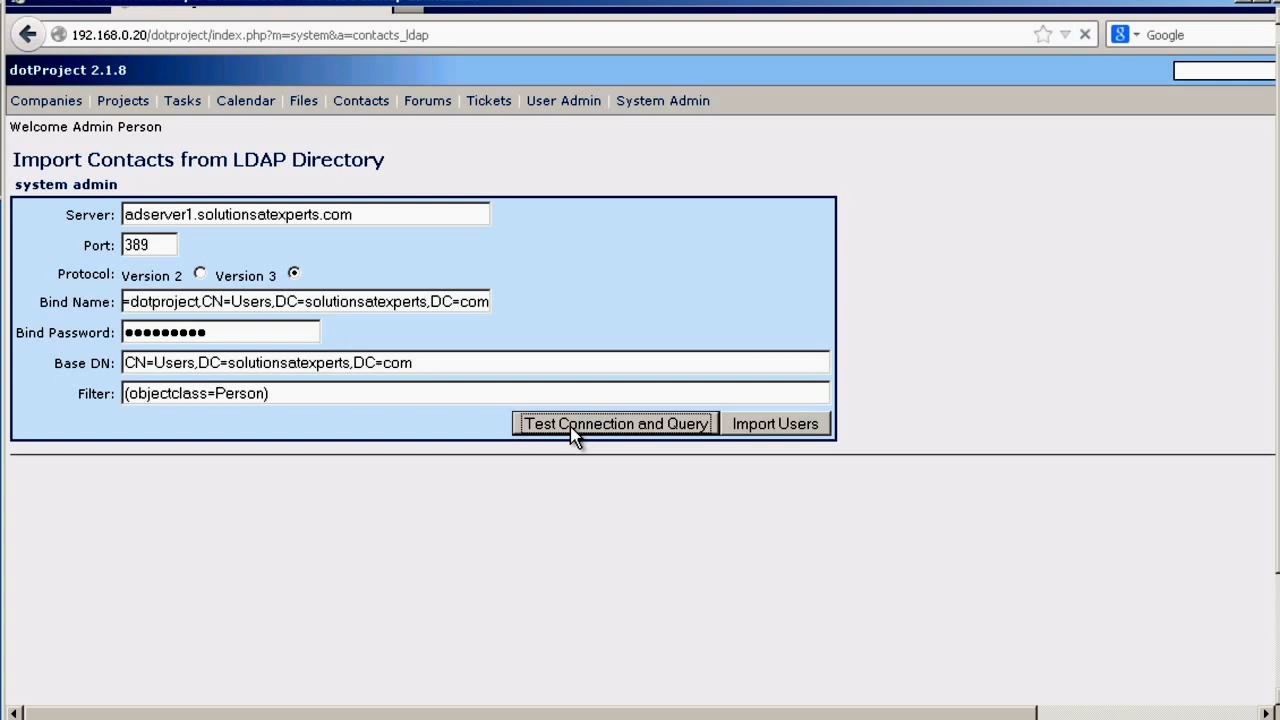 192.168.0.20/dotproject/index.php?m=system&a=contacts_ldap
8 Google
dotProject 2.1.8
Companies | Projects | Tasks | Calendar | Files | Contacts | Forums | Tickets | User Admin | System Admin
Welcome Admin Person
Import Contacts from LDAP Directory
system admin
Server: adserver1.solutionsatexperts.com
Port: 389
Protocol: Version 2 Version 3
Bind Name: =dotproject,CN=Users,DC=solutionsatexperts,DC=com
Bind Password: •••••••••
Base DN: CN=Users,DC=solutionsatexperts,DC=com
Filter: (objectclass=Person)
Test Connection and Query Import Users